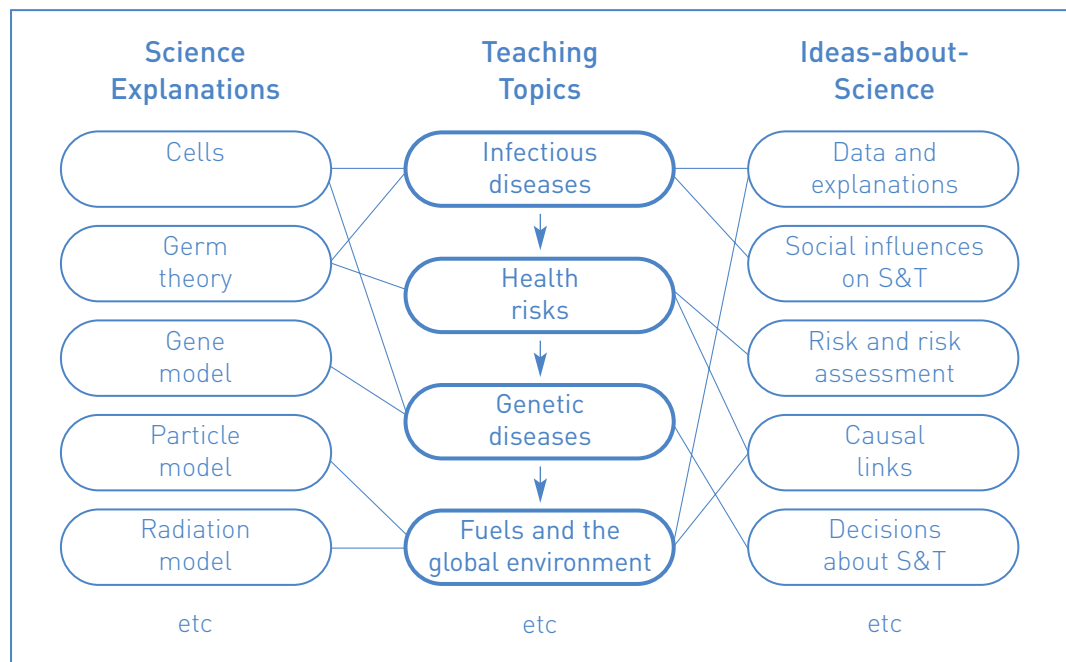 Science
Explanations
Teaching
Topics
Ideas-about-
Science
Cells
Germ
theory
Gene
model
Particle
model
Radiation
model
etc
Infectious
diseases
Health
risks
Genetic
diseases
Fuels and the
global environment
etc
Data and
explanations
Social influences
on S&T
Risk and risk
assessment
Causal
links
Decisions
about S&T
etc